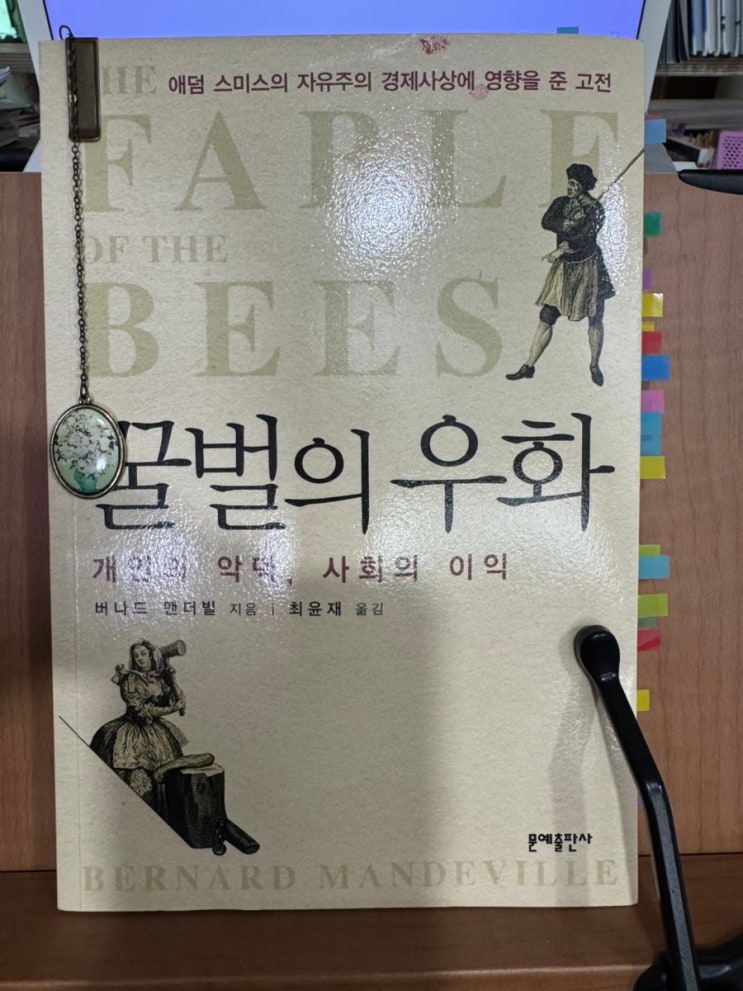 애덤 스미스의 자유주의 경제사상에 영향을 준 고전
THE
FABLE
OF THE
BEES
꿀벌의 우화
개인의 악덕, 사회의 이익
버나드 맨더빌 지음 | 최윤재 옮김
문예출판사
BERNARD MANDEVILLE